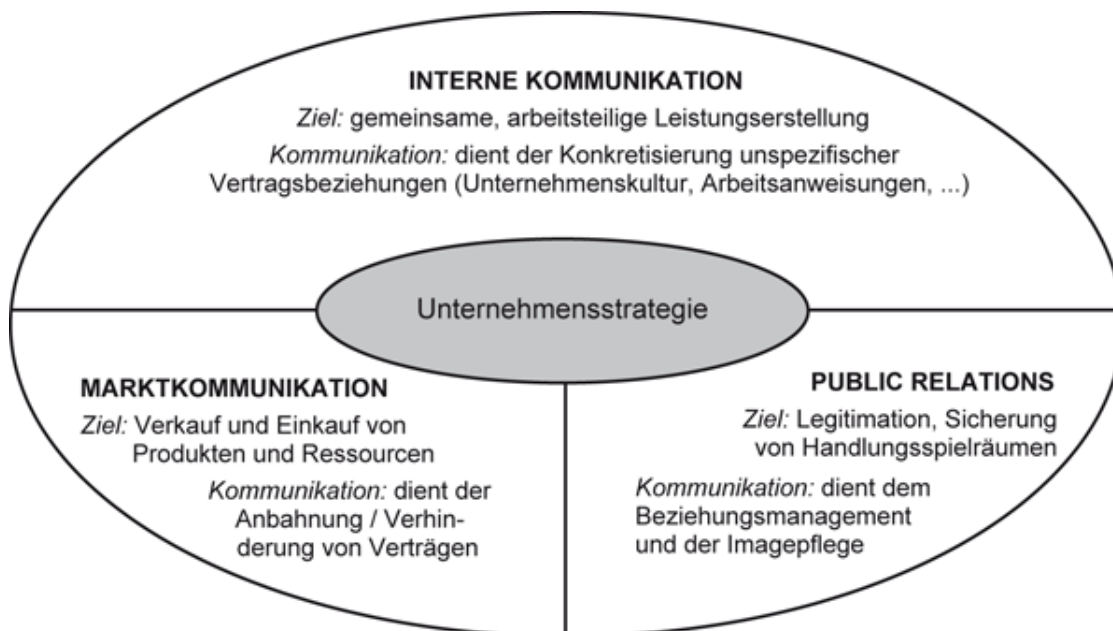 INTERNE KOMMUNIKATION
Ziel: gemeinsame, arbeitsteilige Leistungserstellung
Kommunikation: dient der Konkretisierung unspezifischer
Vertragsbeziehungen (Unternehmenskultur, Arbeitsanweisungen, ...)
Unternehmensstrategie
MARKTKOMMUNIKATION
Ziel: Verkauf und Einkauf von
Produkten und Ressourcen
Kommunikation: dient der
Anbahnung / Verhin-
derung von Verträgen
PUBLIC RELATIONS
Ziel: Legitimation, Sicherung
von Handlungsspielräumen
Kommunikation: dient dem
Beziehungsmanagement
und der Imagepflege